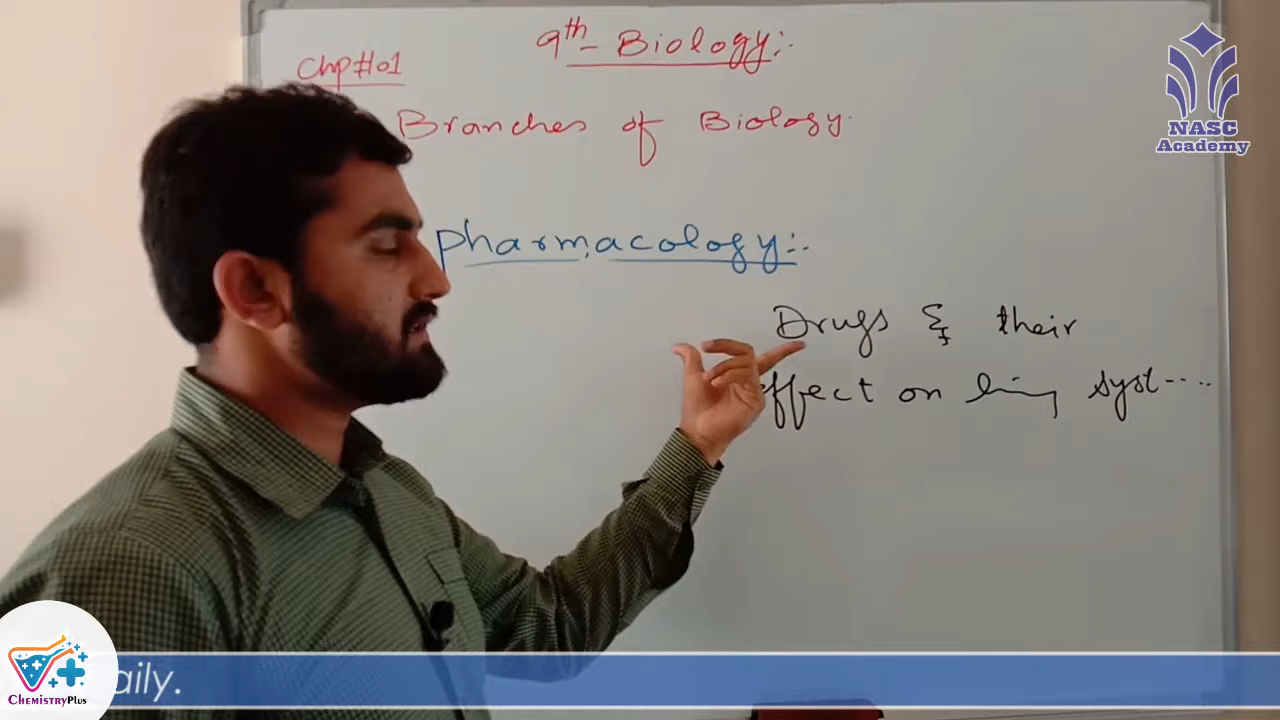 9th - Biology:-
Chp#01
Branches of Biology.
Pharmacology:-
Drugs & their
effect on living syst....
NASC
Academy
aily.
ChemistryPlus